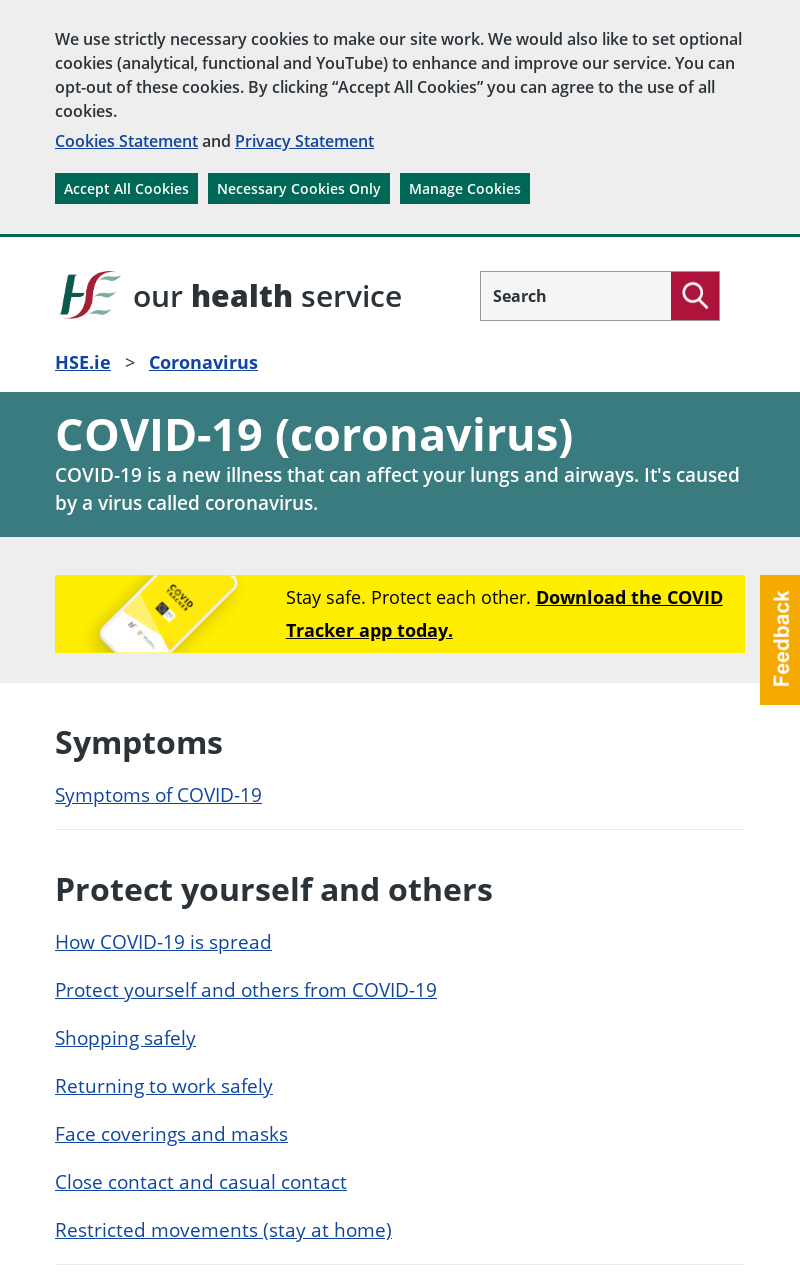 We use strictly necessary cookies to make our site work. We would also like to set optional
cookies (analytical, functional and YouTube) to enhance and improve our service. You can
opt-out of these cookies. By clicking “Accept All Cookies” you can agree to the use of all
cookies.
Cookies Statement and Privacy Statement
Accept All Cookies Necessary Cookies Only Manage Cookies
HSE our health service
Search
HSE.ie > Coronavirus
COVID-19 (coronavirus)
COVID-19 is a new illness that can affect your lungs and airways. It's caused
by a virus called coronavirus.
COVID
TRACKER
Stay safe. Protect each other. Download the COVID
Tracker app today.
Feedback
Symptoms
Symptoms of COVID-19
Protect yourself and others
How COVID-19 is spread
Protect yourself and others from COVID-19
Shopping safely
Returning to work safely
Face coverings and masks
Close contact and casual contact
Restricted movements (stay at home)